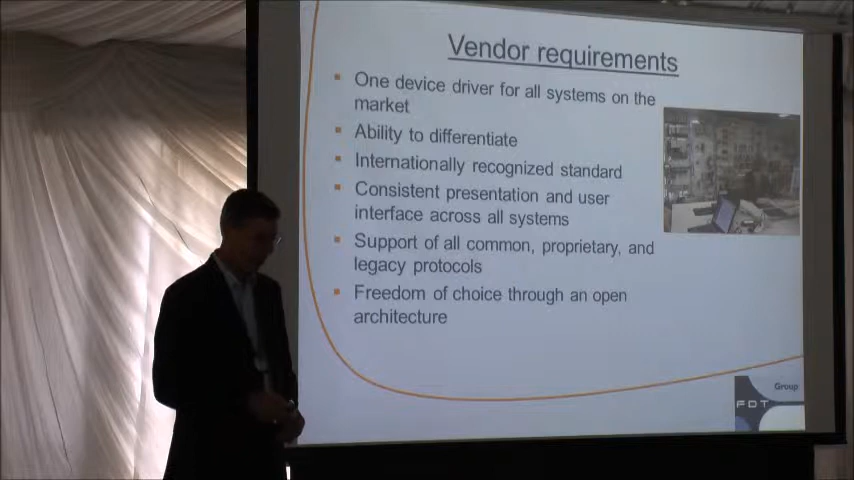 Vendor requirements
One device driver for all systems on the
market
Ability to differentiate
Internationally recognized standard
Consistent presentation and user
interface across all systems
Support of all common, proprietary, and
legacy protocols
Freedom of choice through an open
architecture
Group
FDT